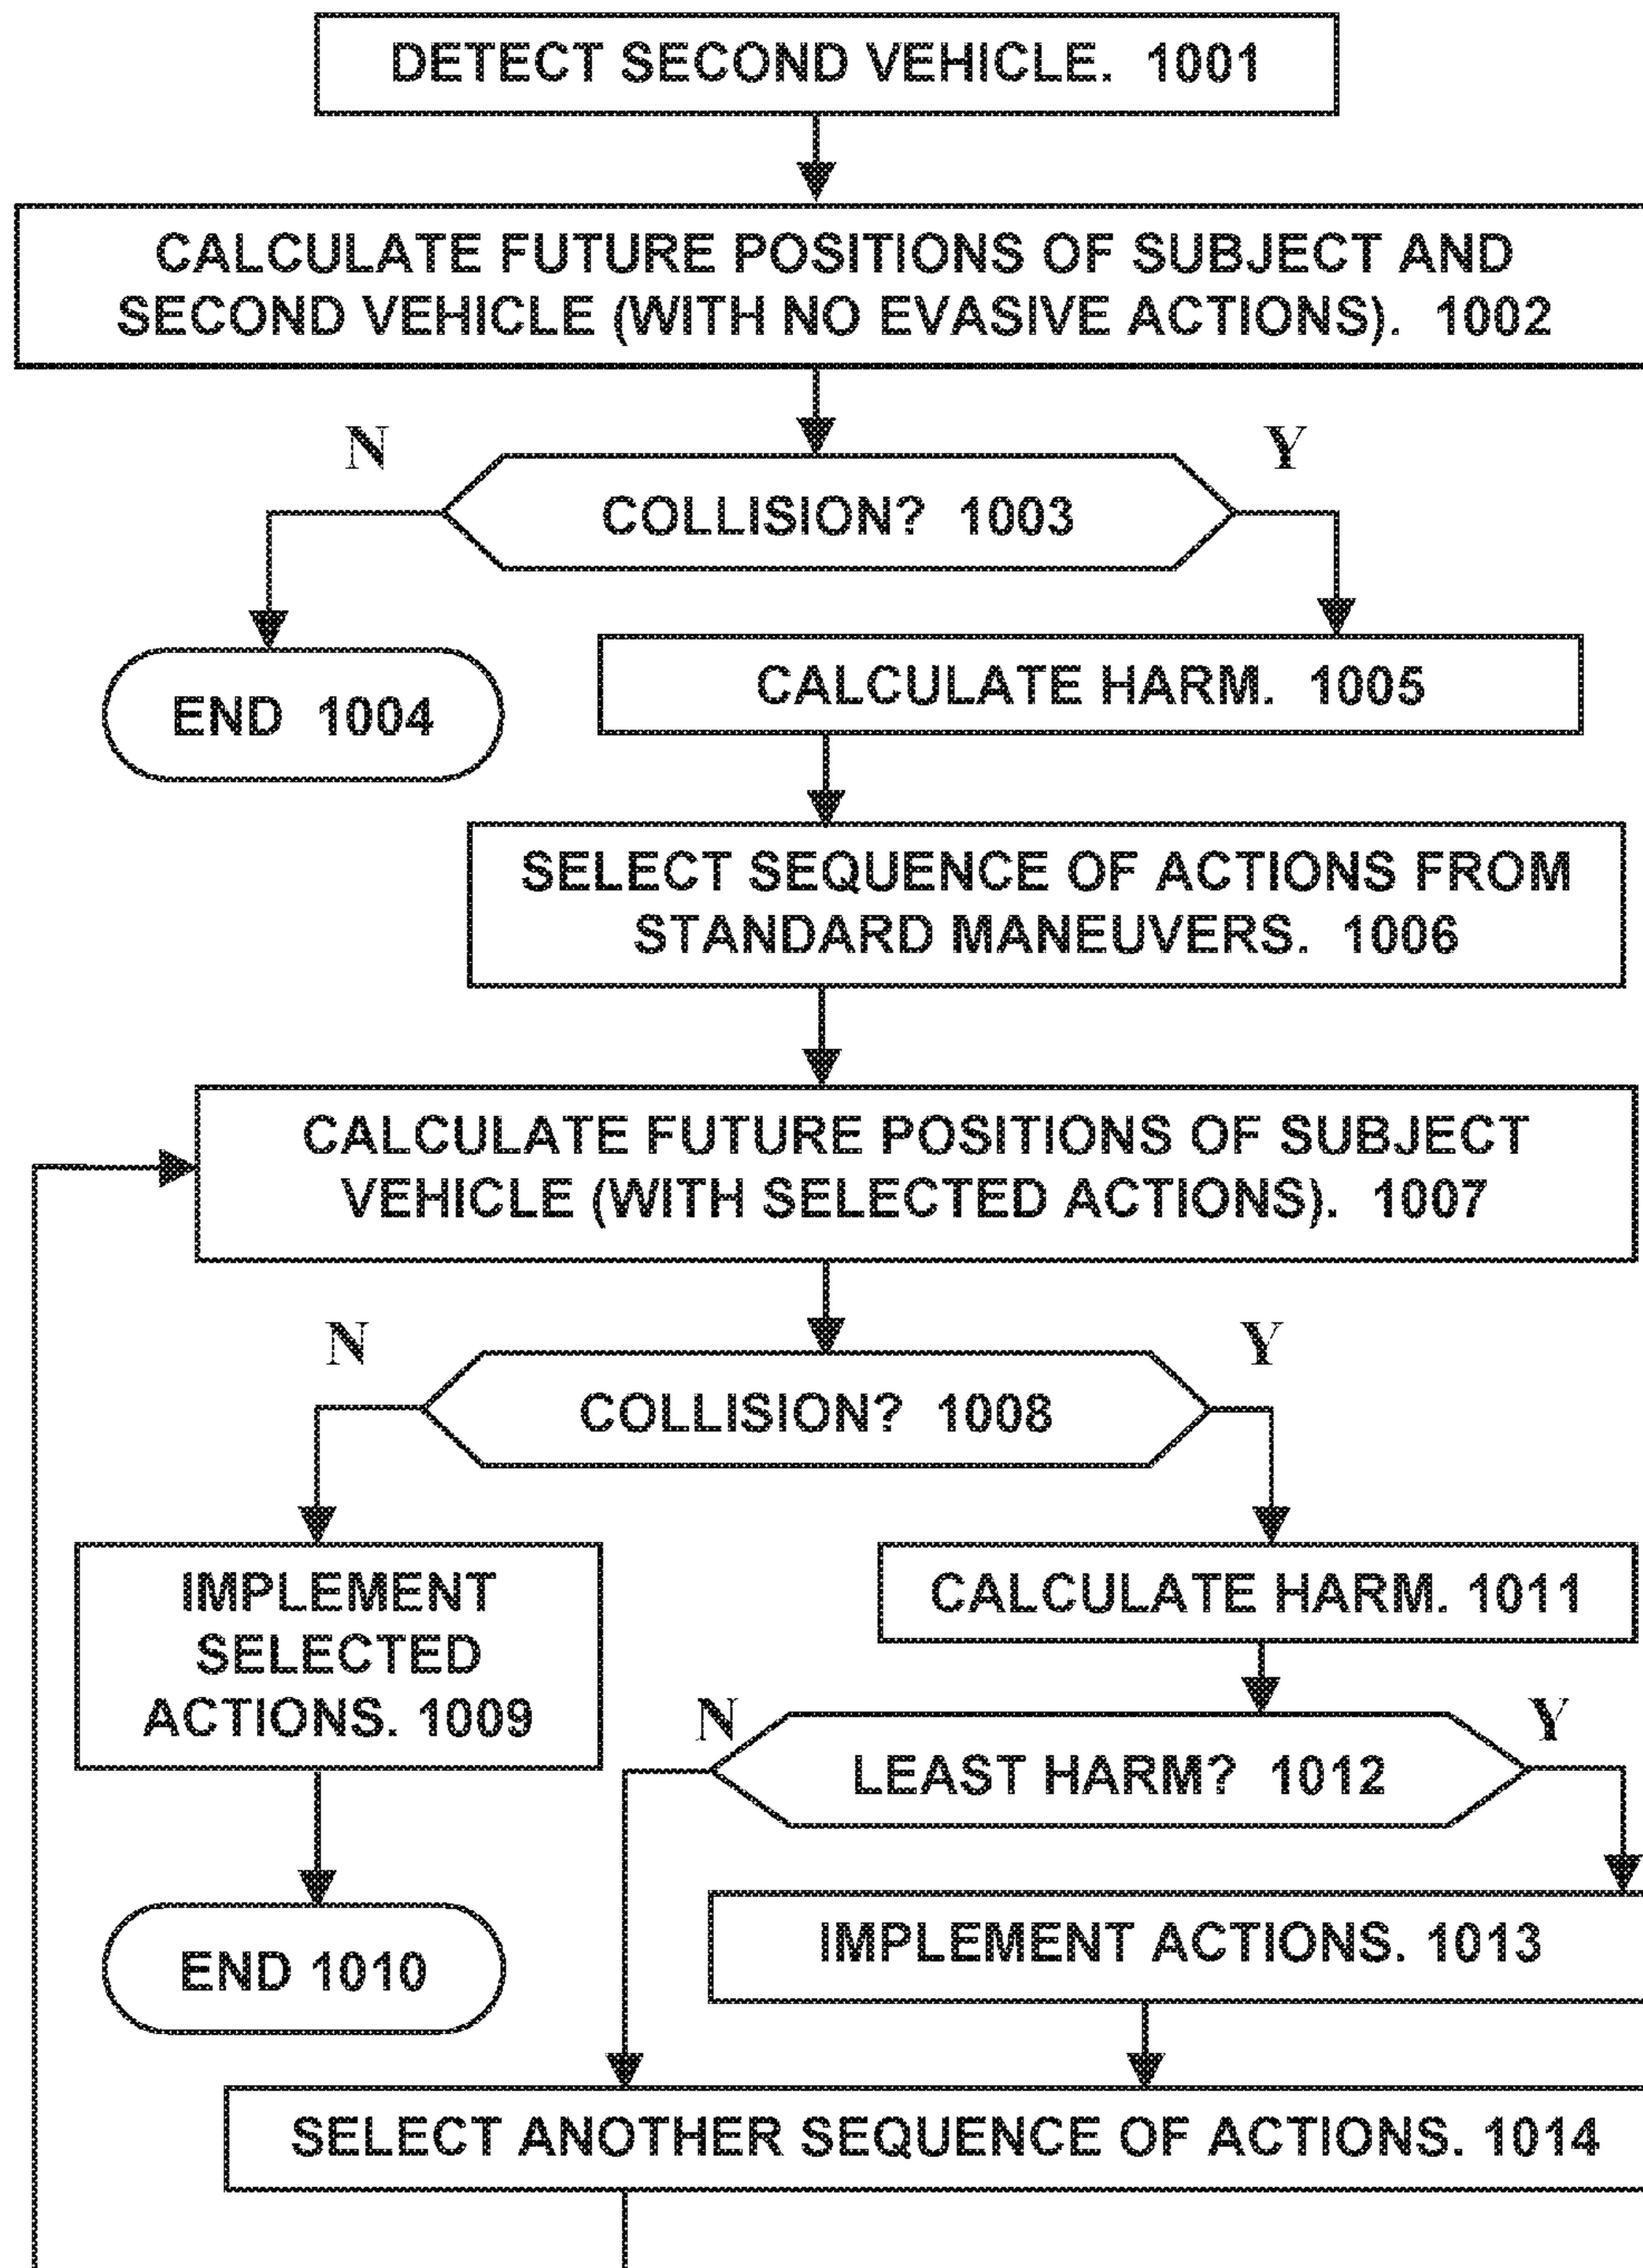 DETECT SECOND VEHICLE. 1001
CALCULATE FUTURE POSITIONS OF SUBJECT AND
SECOND VEHICLE (WITH NO EVASIVE ACTIONS). 1002
N
Y
COLLISION? 1003
END 1004
CALCULATE HARM. 1005
SELECT SEQUENCE OF ACTIONS FROM
STANDARD MANEUVERS. 1006
CALCULATE FUTURE POSITIONS OF SUBJECT
VEHICLE (WITH SELECTED ACTIONS). 1007
N
Y
COLLISION? 1008
IMPLEMENT
SELECTED
ACTIONS. 1009
CALCULATE HARM. 1011
N
Y
LEAST HARM? 1012
END 1010
IMPLEMENT ACTIONS. 1013
SELECT ANOTHER SEQUENCE OF ACTIONS. 1014